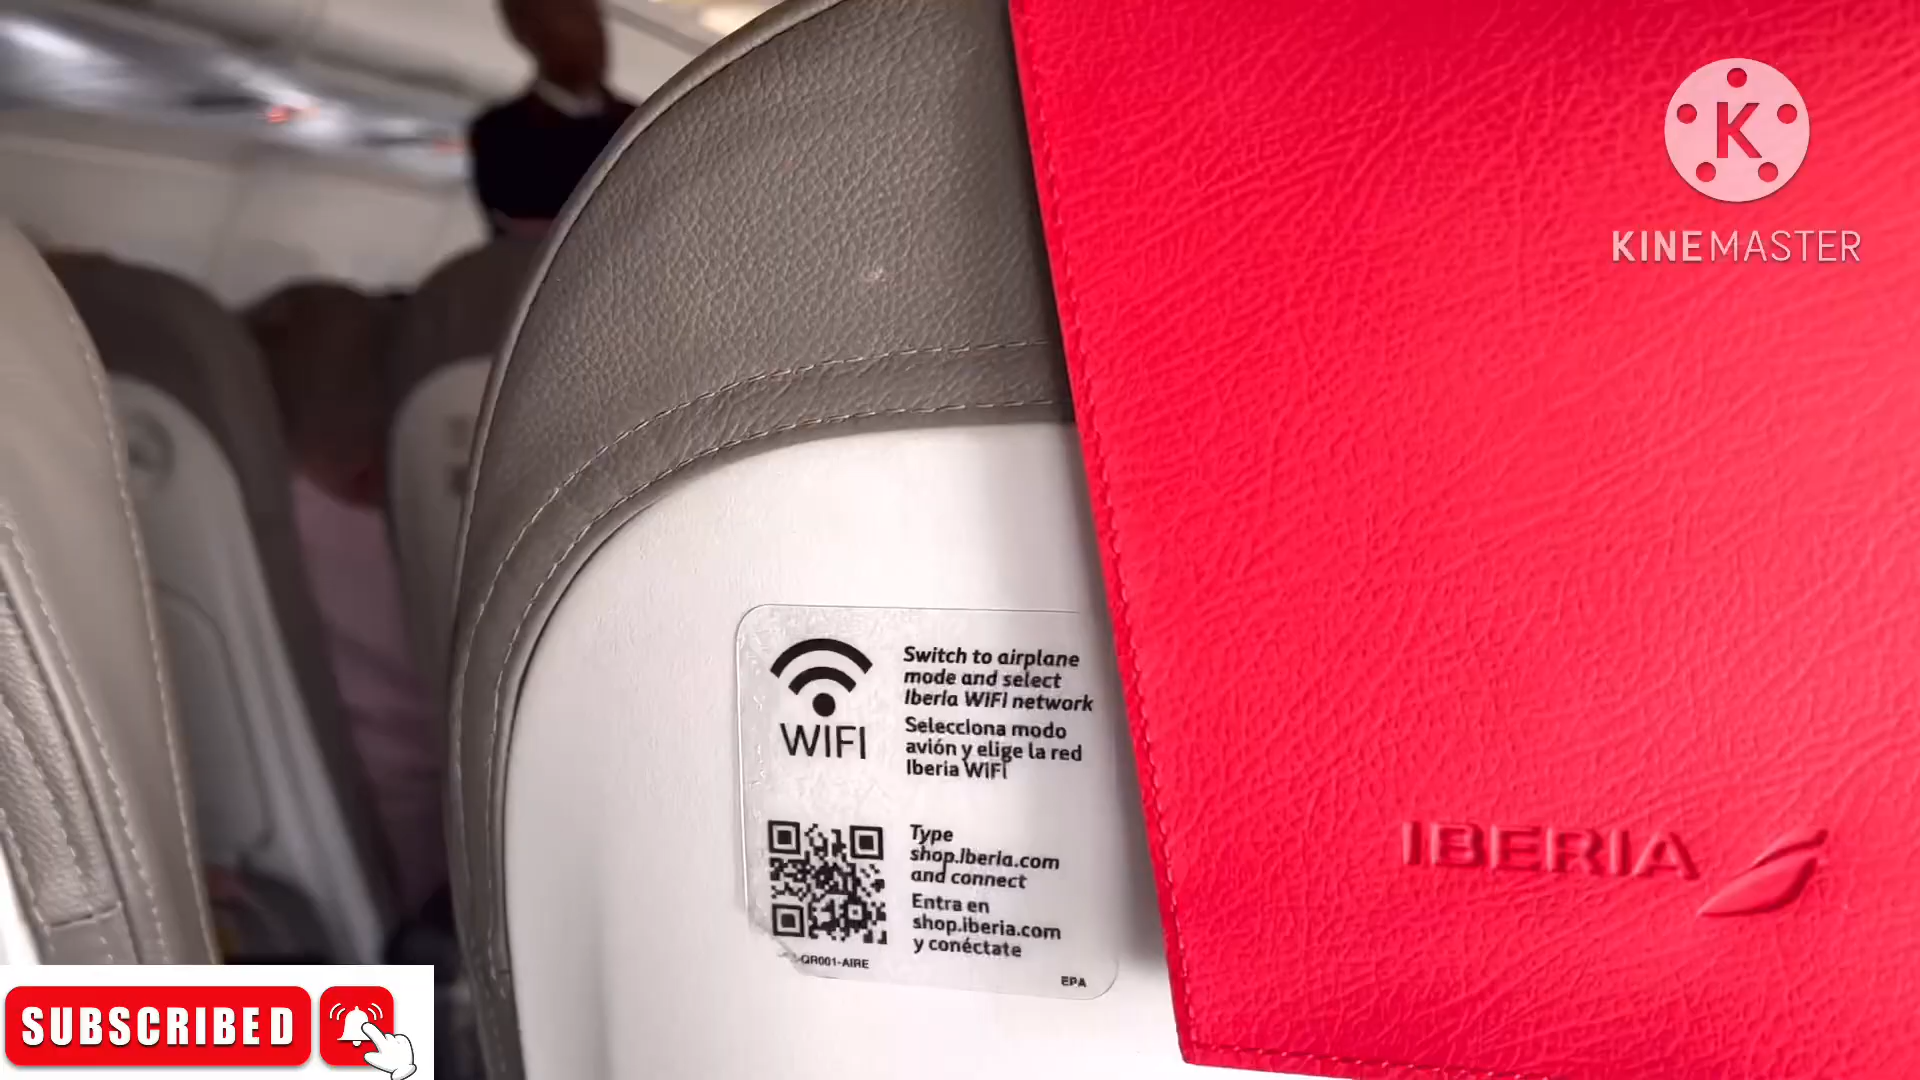 K
KINEMASTER
Switch to airplane
mode and select
Iberia WiFi network
WIFI
Selecciona modo
avión y elige la red
Iberia WiFi
Type
shop.iberia.com
and connect
Entra en
shop.iberia.com
y conéctate
QR001-AIRE
EPA
IBERIA
SUBSCRIBED